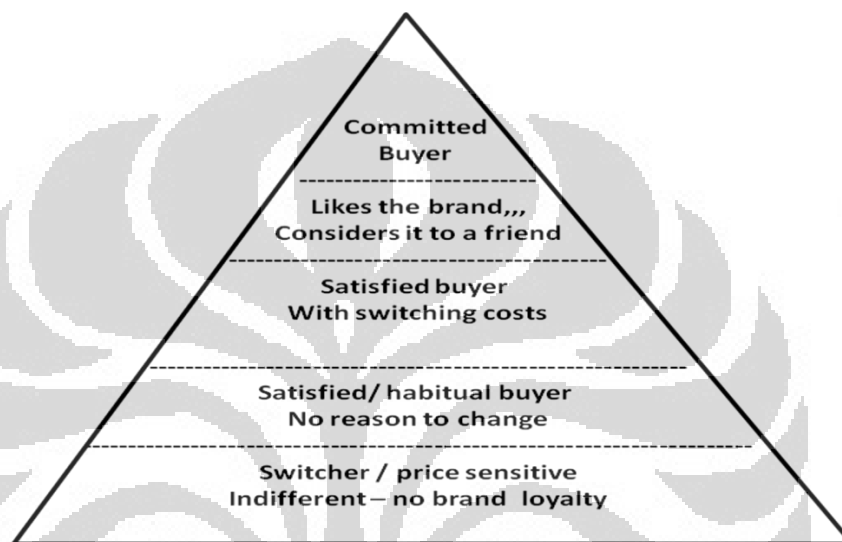 Committed
Buyer
Likes the brand,,,
Considers it to a friend
Satisfied buyer
With switching costs
Satisfied/ habitual buyer
No reason to change
Switcher / price sensitive
Indifferent – no brand loyalty